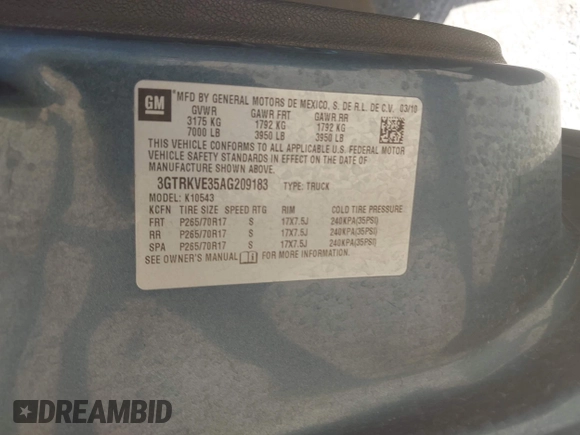 GM *MFD BY GENERAL MOTORS DE MEXICO, S. DE R.L. DE C.V. 03/10
GVWR GAWR FRT GAWR RR
3175 KG 1792 KG 1792 KG
7000 LB 3950 LB 3950 LB
THIS VEHICLE CONFORMS TO ALL APPLICABLE U.S. FEDERAL MOTOR
VEHICLE SAFETY STANDARDS IN EFFECT ON THE DATE OF
MANUFACTURE SHOWN ABOVE.
3GTRKVE35AG209183 TYPE: TRUCK
MODEL: K10543
KCFN TIRE SIZE SPEED RTG RIM COLD TIRE PRESSURE
FRT P265/70R17 S 17X7.5J 240KPA(35PSI)
RR P265/70R17 S 17X7.5J 240KPA(35PSI)
SPA P265/70R17 S 17X7.5J 240KPA(35PSI)
SEE OWNER'S MANUAL FOR MORE INFORMATION.
DREAMBID